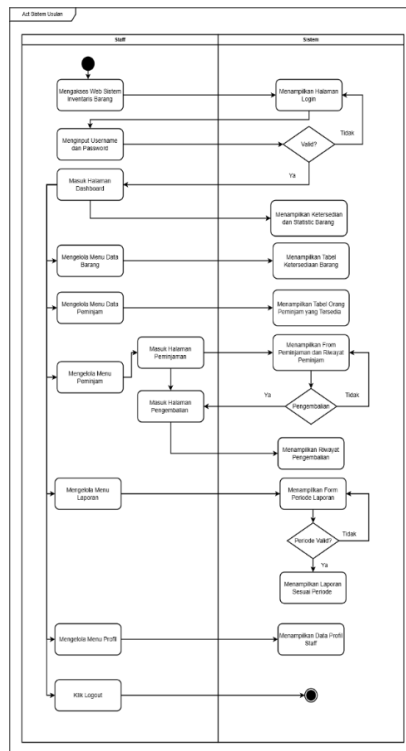 Act Sistem Usulan
Staff
Sistem
Mengakses Web Sistem
Inventaris Barang
Menampilkan Halaman
Login
Menginput Username
dan Password
Valid?
Tidak
Ya
Masuk Halaman
Dashboard
Menampilkan Ketersedian
dan Statistic Barang
Mengelola Menu Data
Barang
Menampilkan Tabel
Ketersediaan Barang
Mengelola Menu Data
Peminjam
Menampilkan Tabel Orang
Peminjam yang Tersedia
Mengelola Menu
Peminjam
Masuk Halaman
Peminjaman
Menampilkan From
Peminjaman dan Riwayat
Peminjam
Masuk Halaman
Pengembalian
Ya
Pengembalian
Tidak
Menampilkan Riwayat
Pengembalian
Mengelola Menu
Laporan
Menampilkan Form
Periode Laporan
Periode Valid?
Tidak
Ya
Menampilkan Laporan
Sesuai Periode
Mengelola Menu Profil
Menampilkan Data Profil
Staff
Klik Logout